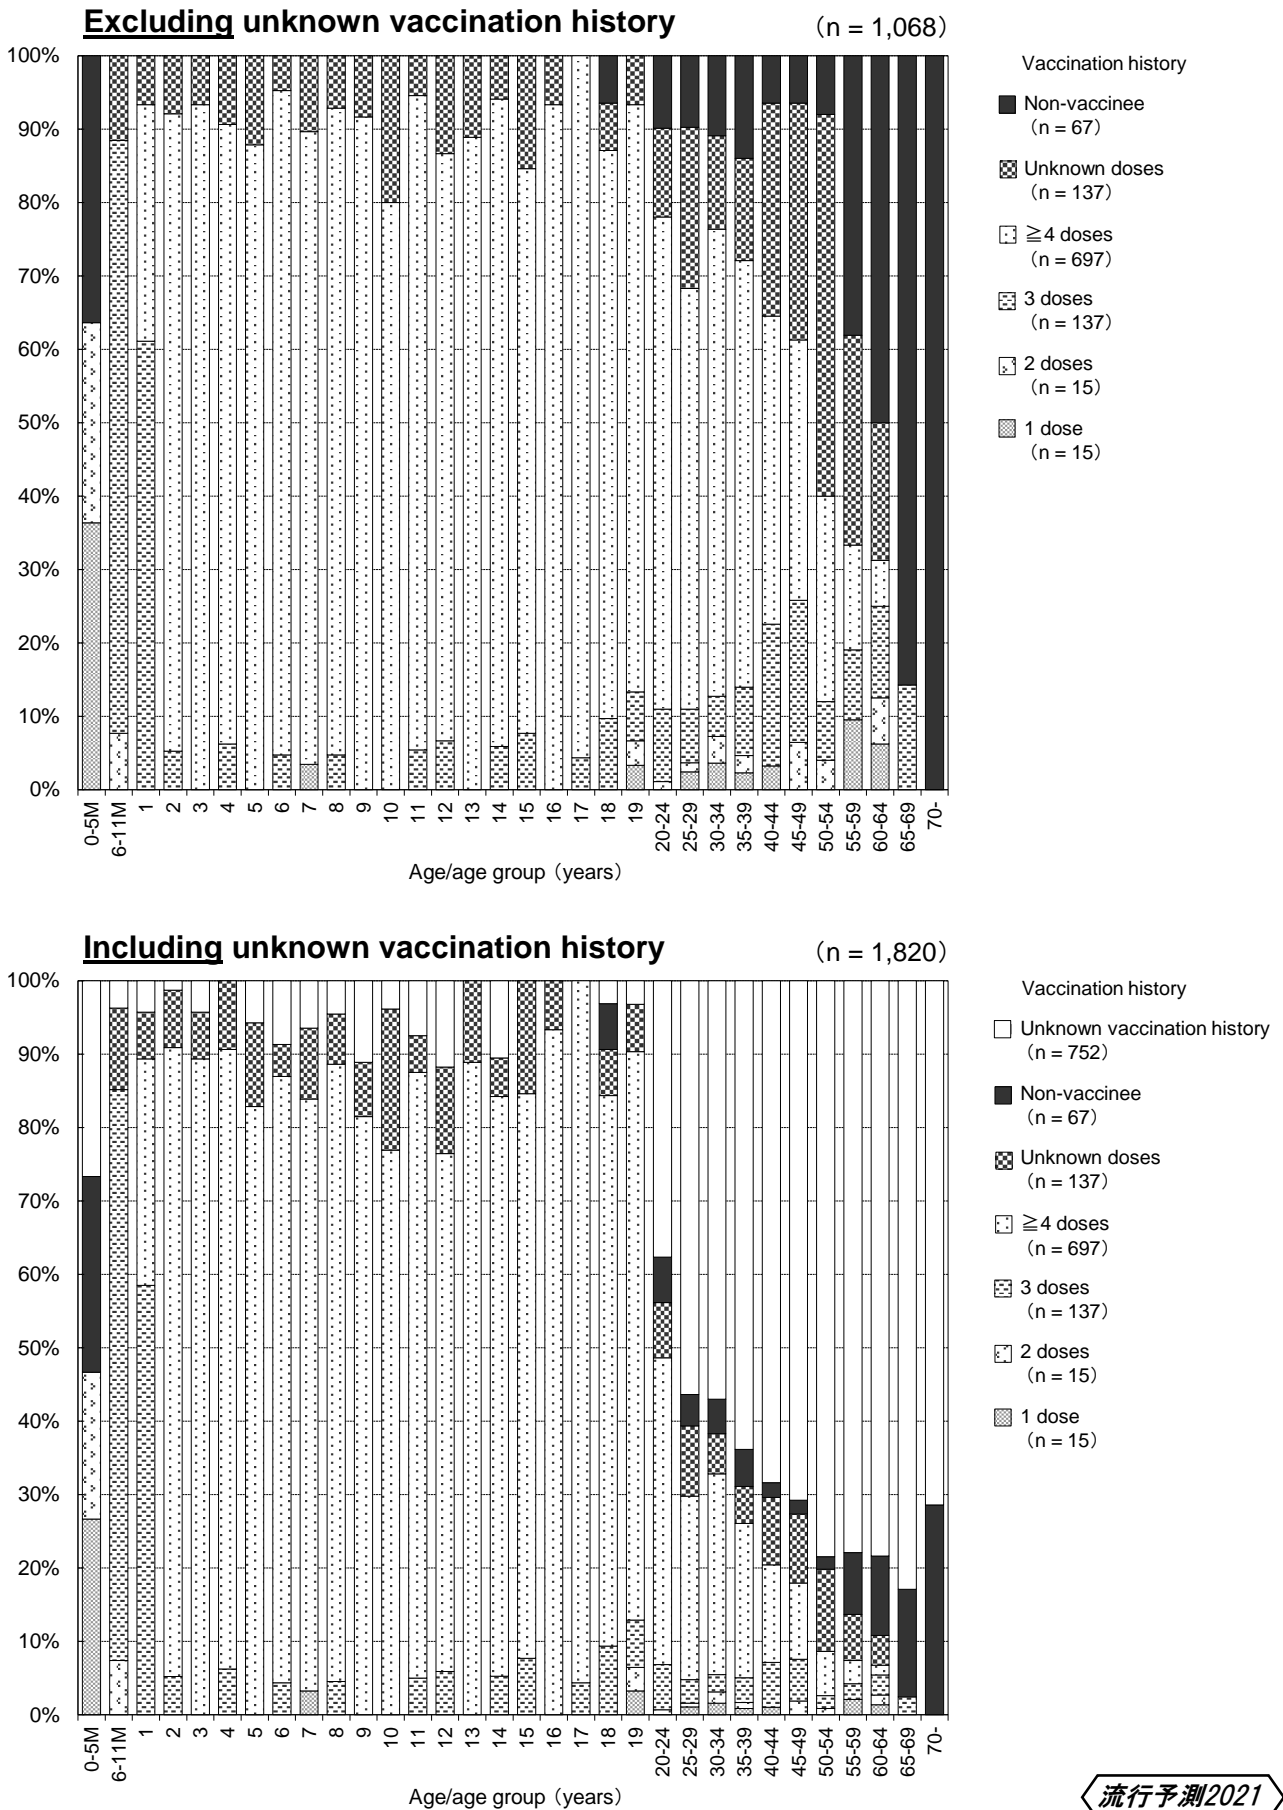 Excluding unknown vaccination history (n = 1,068)
100%
90%
80%
70%
60%
50%
40%
30%
20%
10%
0%
0-5M 6-11M 1 2 3 4 5 6 7 8 9 10 11 12 13 14 15 16 17 18 19 20-24 25-29 30-34 35-39 40-44 45-49 50-54 55-59 60-64 65-69 70-
Age/age group (years)
Vaccination history
Non-vaccinee
(n = 67)
Unknown doses
(n = 137)
≧4 doses
(n = 697)
3 doses
(n = 137)
2 doses
(n = 15)
1 dose
(n = 15)
Including unknown vaccination history (n = 1,820)
100%
90%
80%
70%
60%
50%
40%
30%
20%
10%
0%
0-5M 6-11M 1 2 3 4 5 6 7 8 9 10 11 12 13 14 15 16 17 18 19 20-24 25-29 30-34 35-39 40-44 45-49 50-54 55-59 60-64 65-69 70-
Age/age group (years)
Vaccination history
Unknown vaccination history
(n = 752)
Non-vaccinee
(n = 67)
Unknown doses
(n = 137)
≧4 doses
(n = 697)
3 doses
(n = 137)
2 doses
(n = 15)
1 dose
(n = 15)
流行予測2021